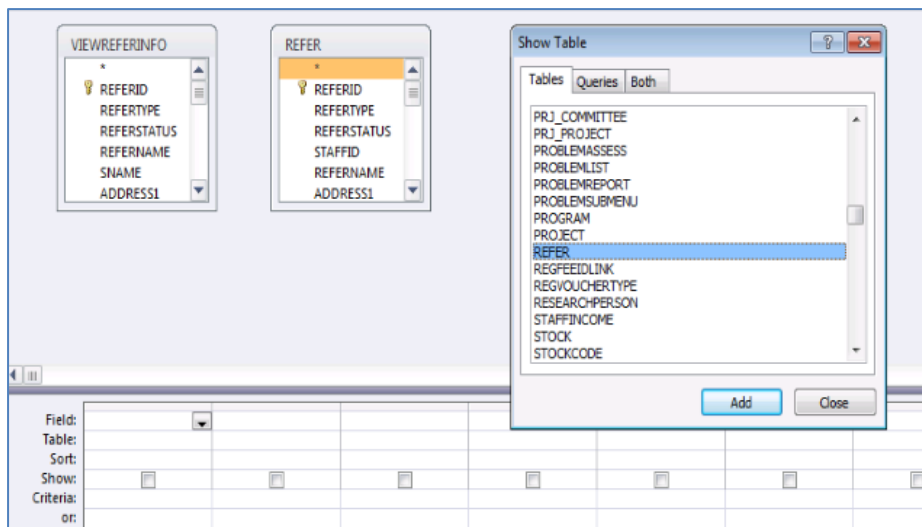 VIEWREFERINFO
*
REFERID
REFERTYPE
REFERSTATUS
REFERNAME
SNAME
ADDRESS1
REFER
*
REFERID
REFERTYPE
REFERSTATUS
STAFFID
REFERNAME
ADDRESS1
Show Table
?
Tables Queries Both
PRJ_COMMITTEE
PRJ_PROJECT
PROBLEMASSESS
PROBLEMLIST
PROBLEMREPORT
PROBLEMSUBMENU
PROGRAM
PROJECT
REFER
REGFEEIDLINK
REGVOUCHERTYPE
RESEARCHPERSON
STAFFINCOME
STOCK
STOCKCODE
Add Close
Field:
Table:
Sort:
Show:
Criteria:
or: